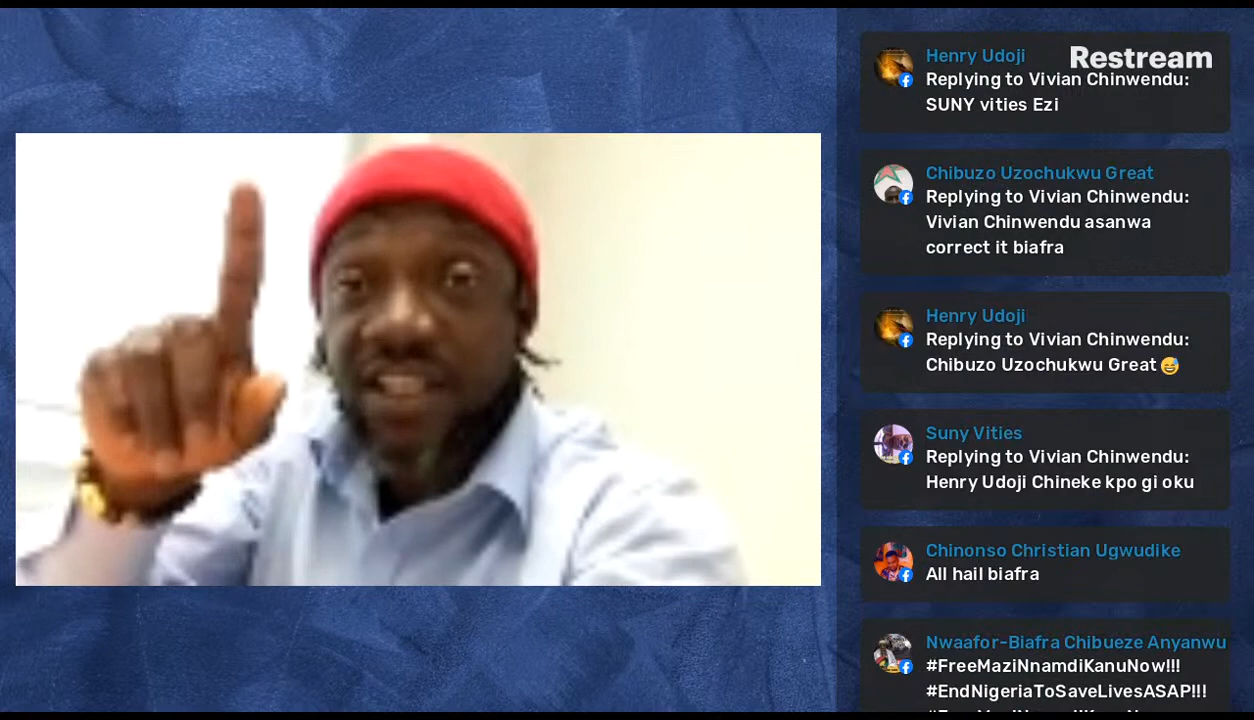 Restream
Henry Udoji
Replying to Vivian Chinwendu:
SUNY vities Ezi
Chibuzo Uzochukwu Great
Replying to Vivian Chinwendu:
Vivian Chinwendu asanwa
correct it biafra
Henry Udoji
Replying to Vivian Chinwendu:
Chibuzo Uzochukwu Great😅
Suny Vities
Replying to Vivian Chinwendu:
Henry Udoji Chineke kpo gi oku
Chinonso Christian Ugwudike
All hail biafra
Nwaafor-Biafra Chibueze Anyanwu
#FreeMaziNnamdiKanuNow!!!
#EndNigeriaToSaveLivesASAP!!!